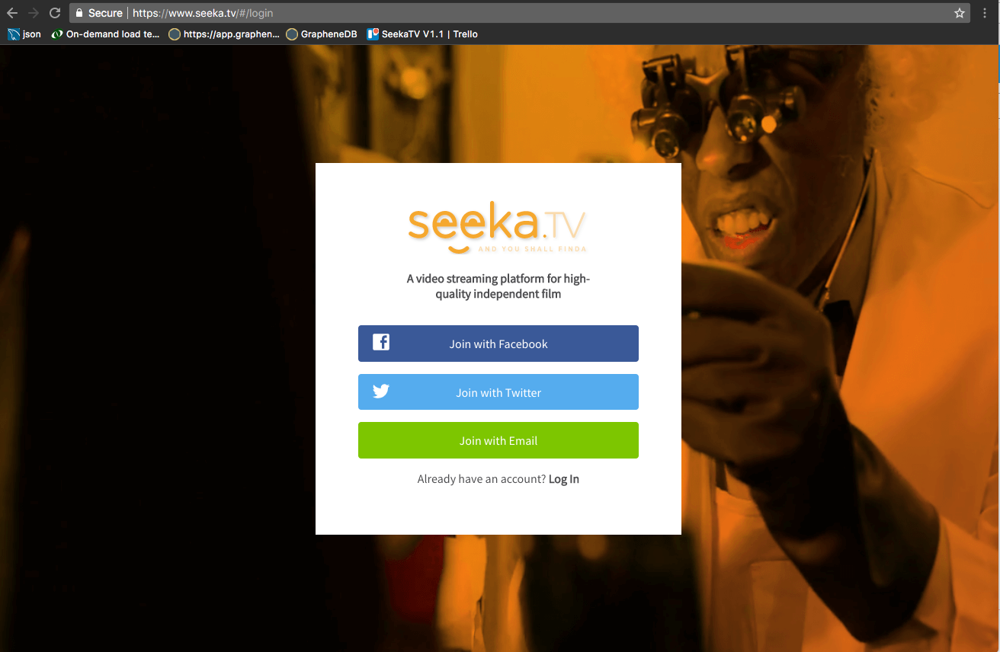 Secure https://www.seeka.tv/#/login
json On-demand load te... https://app.graphen... GrapheneDB SeekaTV V1.1 | Trello
seeka.TV
AND YOU SHALL FINDA
A video streaming platform for high-
quality independent film
Join with Facebook
Join with Twitter
Join with Email
Already have an account? Log In